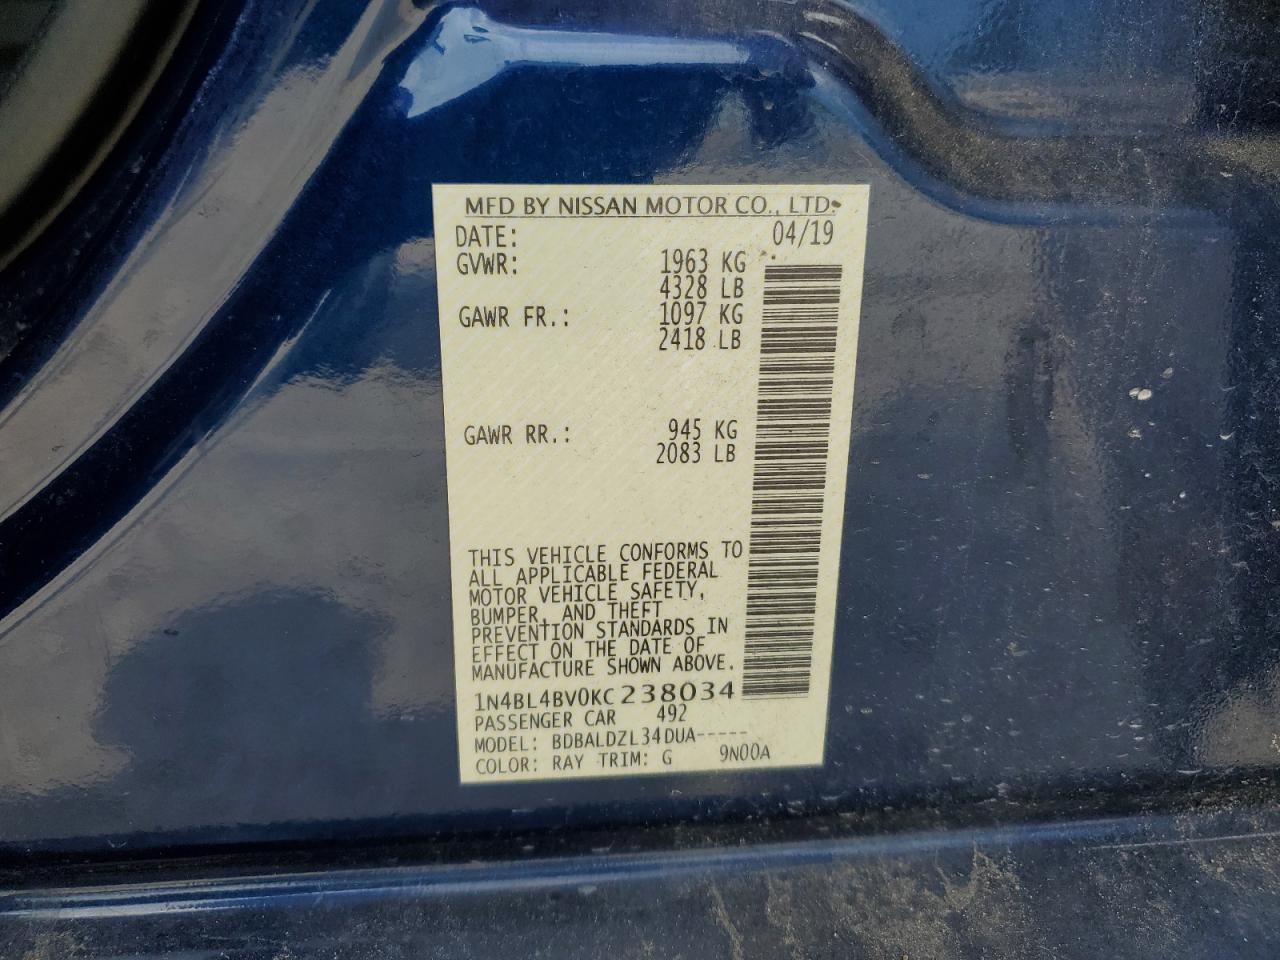 MFD BY NISSAN MOTOR CO., LTD.
DATE: 04/19
GVWR: 1963 KG
4328 LB
GAWR FR.: 1097 KG
2418 LB
GAWR RR.: 945 KG
2083 LB
THIS VEHICLE CONFORMS TO
ALL APPLICABLE FEDERAL
MOTOR VEHICLE SAFETY,
BUMPER, AND THEFT
PREVENTION STANDARDS IN
EFFECT ON THE DATE OF
MANUFACTURE SHOWN ABOVE.
1N4BL4BV0KC238034
PASSENGER CAR 492
MODEL: BDBALDZL34DUA-----
COLOR: RAY TRIM: G 9N00A